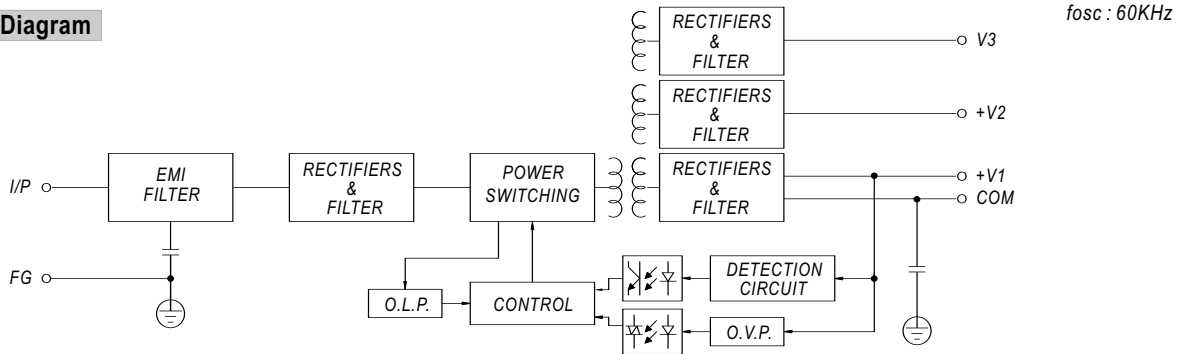 Diagram
fosc : 60KHz
RECTIFIERS
&
FILTER
V3
RECTIFIERS
&
FILTER
+V2
I/P
EMI
FILTER
RECTIFIERS
&
FILTER
POWER
SWITCHING
RECTIFIERS
&
FILTER
+V1
COM
FG
O.L.P.
CONTROL
DETECTION
CIRCUIT
O.V.P.